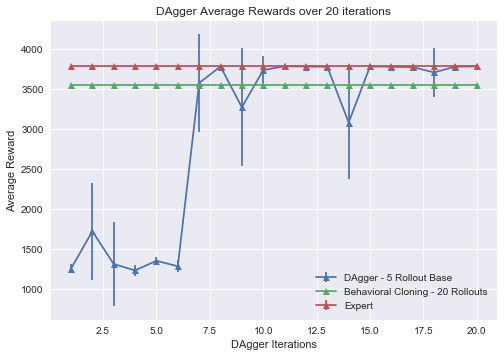 DAgger Average Rewards over 20 iterations
Average Reward
4000
3500
3000
2500
2000
1500
1000
DAgger - 5 Rollout Base
Behavioral Cloning - 20 Rollouts
Expert
2.5 5.0 7.5 10.0 12.5 15.0 17.5 20.0
DAgger Iterations